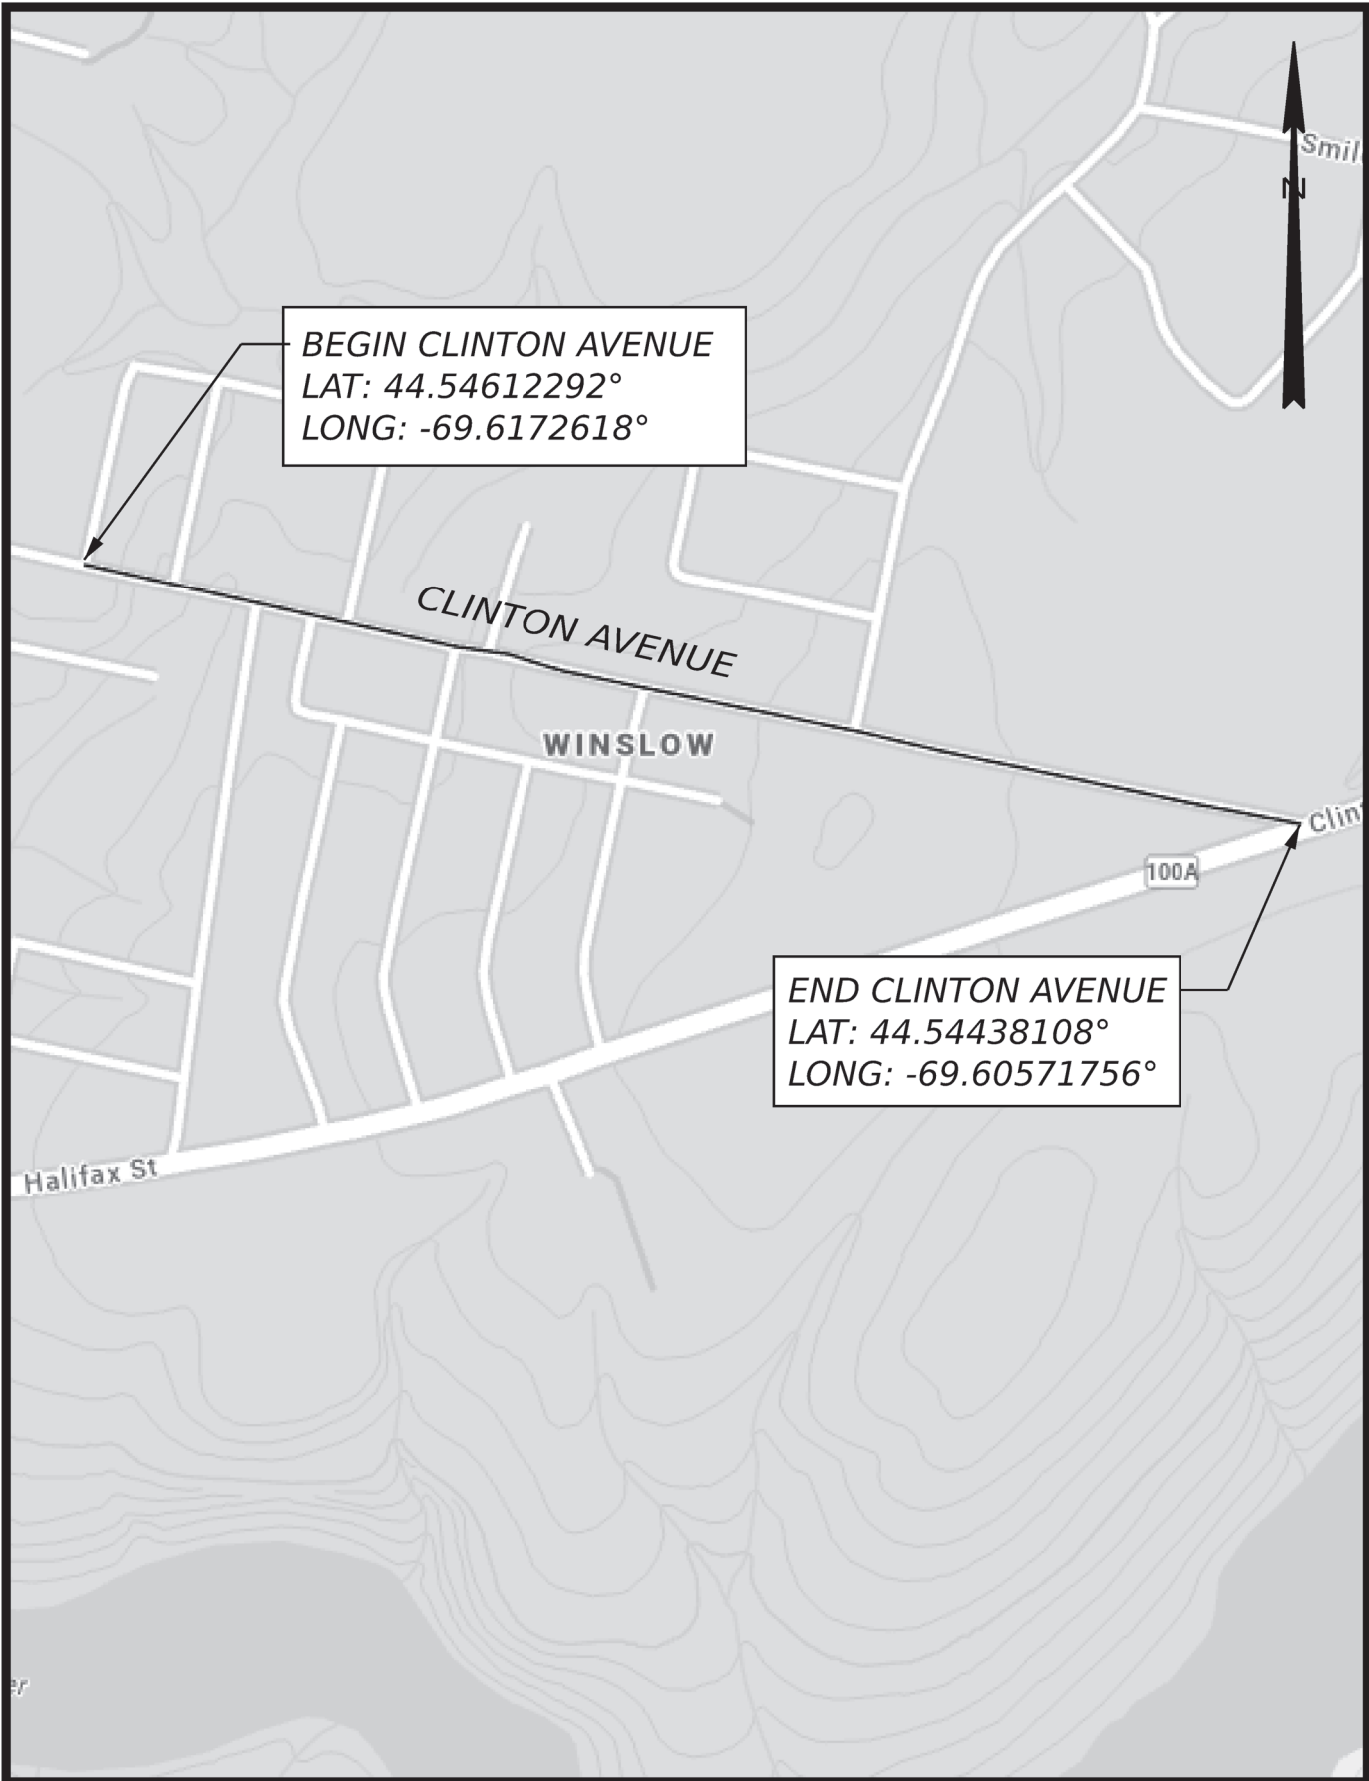 Smil
N
BEGIN CLINTON AVENUE
LAT: 44.54612292°
LONG: -69.6172618°
CLINTON AVENUE
WINSLOW
Clin
100A
END CLINTON AVENUE
LAT: 44.54438108°
LONG: -69.60571756°
Halifax St
er